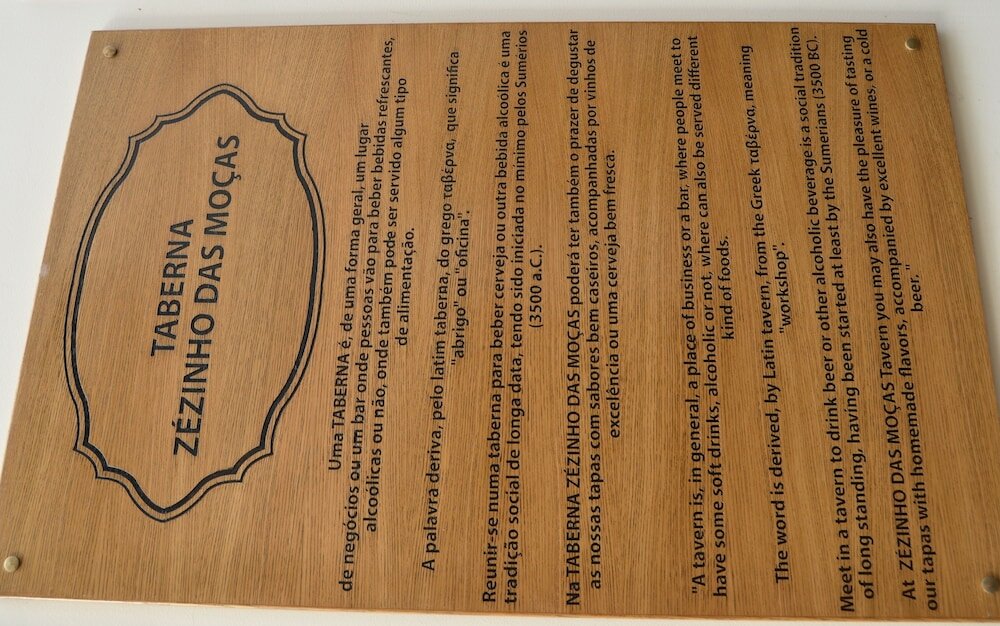 TABERNA
ZÉZINHO DAS MOÇAS
Uma TABERNA é, de uma forma geral, um lugar
de negócios ou um bar onde pessoas vão para beber bebidas refrescantes,
alcoólicas ou não, onde também pode ser servido algum tipo
de alimentação.
A palavra deriva, pelo latim taberna, do grego ταβέρνα, que significa
"abrigo" ou "oficina".
Reunir-se numa taberna para beber cerveja ou outra bebida alcoólica é uma
tradição social de longa data, tendo sido iniciada no mínimo pelos Sumérios
(3500 a.C.).
Na TABERNA ZÉZINHO DAS MOÇAS poderá ter também o prazer de degustar
as nossas tapas com sabores bem caseiros, acompanhadas por vinhos de
excelência ou uma cerveja bem fresca.
"A tavern is, in general, a place of business or a bar, where people meet to
have some soft drinks, alcoholic or not, where can also be served different
kind of foods.
The word is derived, by Latin tavern, from the Greek ταβέρνα, meaning
"workshop".
Meet in a tavern to drink beer or other alcoholic beverage is a social tradition
of long standing, having been started at least by the Sumerians (3500 BC).
At ZÉZINHO DAS MOÇAS Tavern you may also have the pleasure of tasting
our tapas with homemade flavors, accompanied by excellent wines, or a cold
beer."